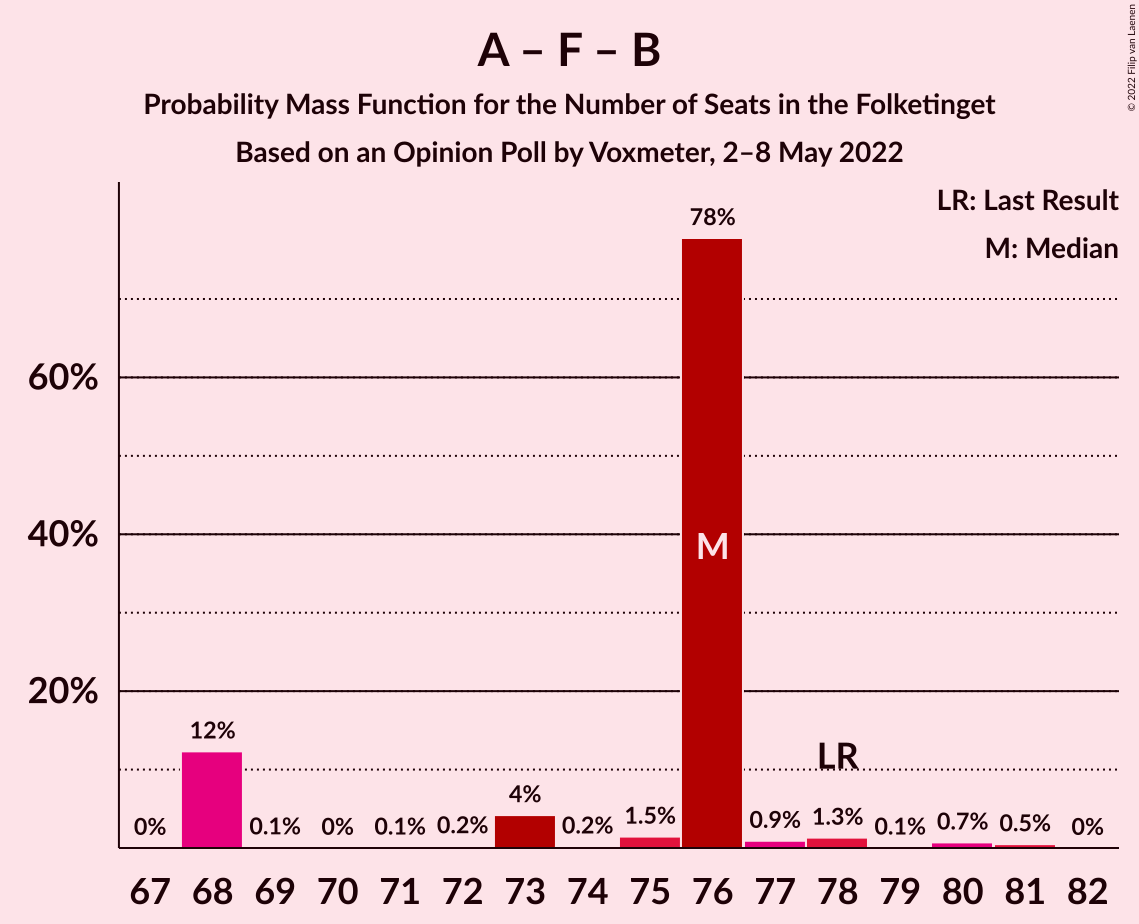 A – F – B
Probability Mass Function for the Number of Seats in the Folketinget
Based on an Opinion Poll by Voxmeter, 2–8 May 2022
© 2022 Filip van Laenen
LR: Last Result
M: Median
78%
60%
M
40%
20%
LR
12%
4%
0%
0.1%
0%
0.1%
0.2%
0.2%
1.5%
0.9%
1.3%
0.1%
0.7%
0.5%
0%
67 68 69 70 71 72 73 74 75 76 77 78 79 80 81 82